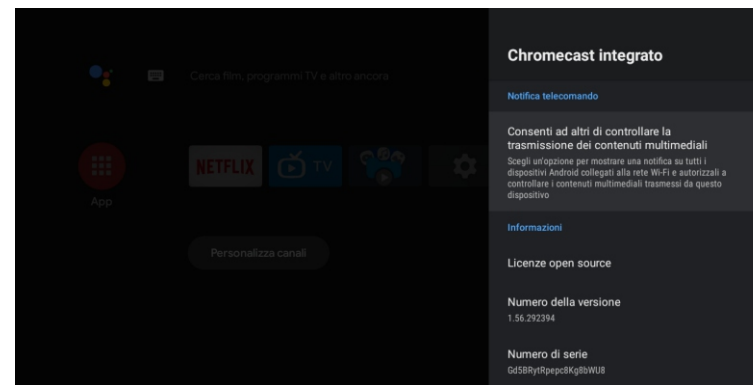 Chromecast integrato
Cerca film, programmi TV e altro ancora
Notifica telecomando
Consenti ad altri di controllare la
trasmissione dei contenuti multimediali
Scegli un'opzione per mostrare una notifica su tutti i
dispositivi Android collegati alla rete Wi-Fi e autorizzali a
controllare i contenuti multimediali trasmessi da questo
dispositivo
NETFLIX
TV
App
Personalizza canali
Informazioni
Licenze open source
Numero della versione
1.56.292394
Numero di serie
Gd5BRytRpepc8Kg8bWU8